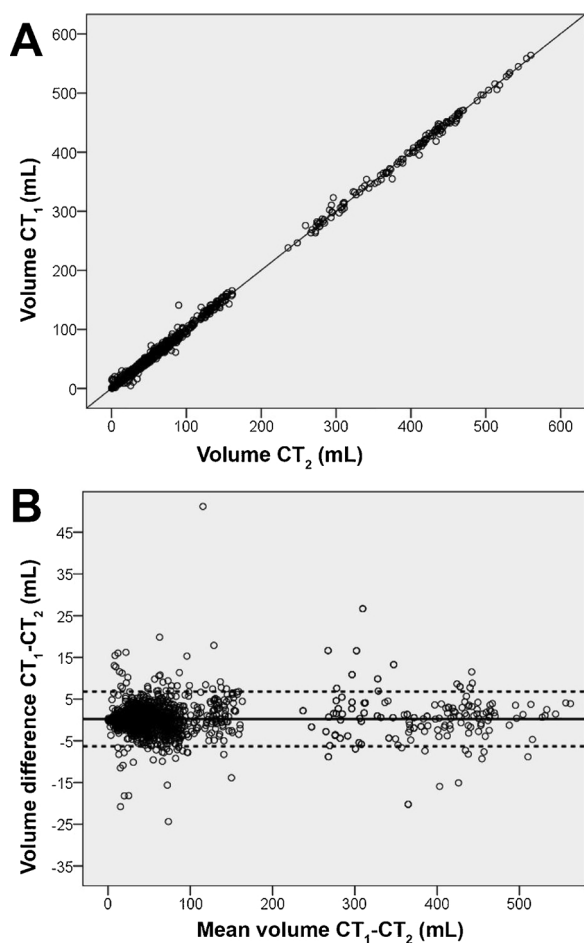 A
600
500
400
300
200
100
0
Volume CT₁ (mL)
0 100 200 300 400 500 600
Volume CT₂ (mL)
B
45
35
25
15
5
-5
-15
-25
-35
Volume difference CT₁-CT₂ (mL)
0 100 200 300 400 500
Mean volume CT₁-CT₂ (mL)